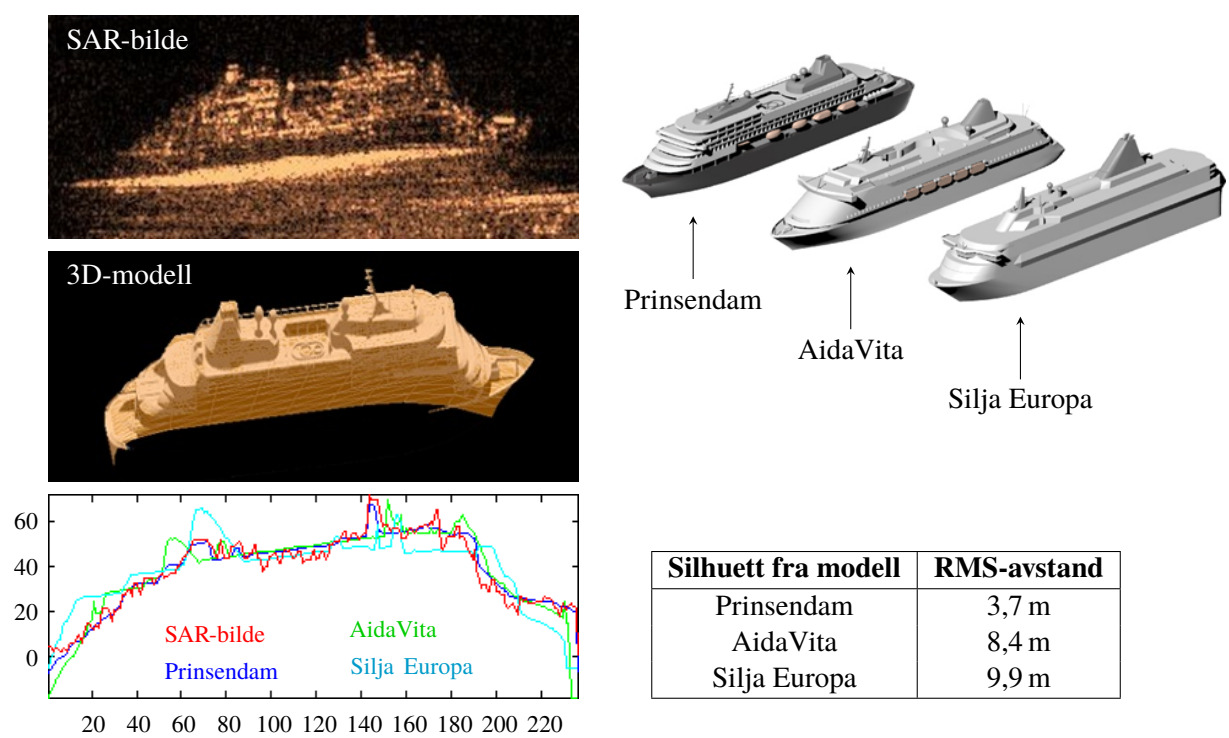 SAR-bilde
3D-modell
Prinsendam
AidaVita
Silja Europa
60
40
20
0
SAR-bilde
AidaVita
Prinsendam
Silja Europa
20 40 60 80 100 120 140 160 180 200 220
Silhuett fra modell RMS-avstand
Prinsendam 3,7 m
AidaVita 8,4 m
Silja Europa 9,9 m